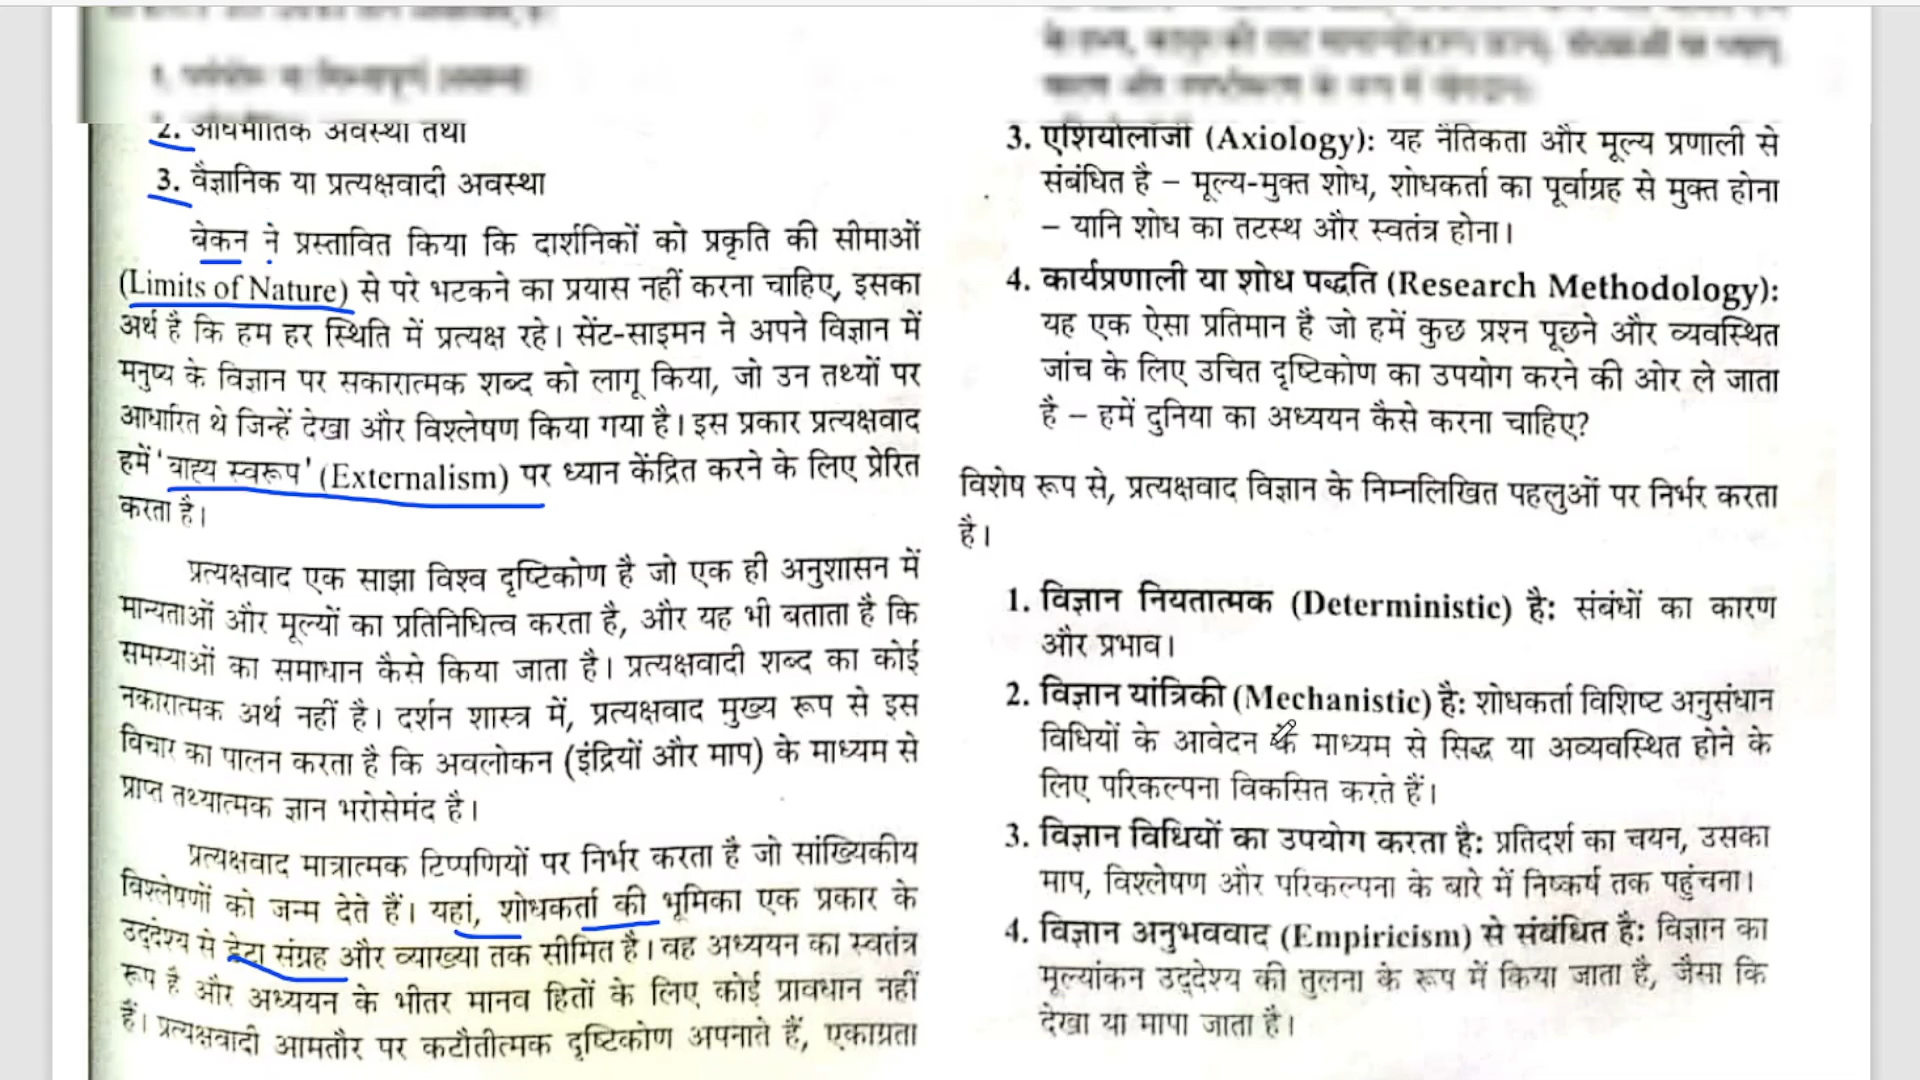 2. अधिभौतिक अवस्था तथा
3. वैज्ञानिक या प्रत्यक्षवादी अवस्था
बेकन ने प्रस्तावित किया कि दार्शनिकों को प्रकृति की सीमाओं
(Limits of Nature) से परे भटकने का प्रयास नहीं करना चाहिए, इसका
अर्थ है कि हम हर स्थिति में प्रत्यक्ष रहे। सेंट-साइमन ने अपने विज्ञान में
मनुष्य के विज्ञान पर सकारात्मक शब्द को लागू किया, जो उन तथ्यों पर
आधारित थे जिन्हें देखा और विश्लेषण किया गया है। इस प्रकार प्रत्यक्षवाद
हमें 'वाह्य स्वरूप' (Externalism) पर ध्यान केंद्रित करने के लिए प्रेरित
करता है।
प्रत्यक्षवाद एक साझा विश्व दृष्टिकोण है जो एक ही अनुशासन में
मान्यताओं और मूल्यों का प्रतिनिधित्व करता है, और यह भी बताता है कि
समस्याओं का समाधान कैसे किया जाता है। प्रत्यक्षवादी शब्द का कोई
नकारात्मक अर्थ नहीं है। दर्शन शास्त्र में, प्रत्यक्षवाद मुख्य रूप से इस
विचार का पालन करता है कि अवलोकन (इंद्रियों और माप) के माध्यम से
प्राप्त तथ्यात्मक ज्ञान भरोसेमंद है।
प्रत्यक्षवाद मात्रात्मक टिप्पणियों पर निर्भर करता है जो सांख्यिकीय
विश्लेषणों को जन्म देते हैं। यहां, शोधकर्ता की भूमिका एक प्रकार के
उद्देश्य से डेटा संग्रह और व्याख्या तक सीमित है। वह अध्ययन का स्वतंत्र
रूप है और अध्ययन के भीतर मानव हितों के लिए कोई प्रावधान नहीं
हैं। प्रत्यक्षवादी आमतौर पर कटौतीत्मक दृष्टिकोण अपनाते हैं, एकाग्रता
3. एशियोलॉजी (Axiology): यह नैतिकता और मूल्य प्रणाली से
संबंधित है – मूल्य-मुक्त शोध, शोधकर्ता का पूर्वाग्रह से मुक्त होना
– यानि शोध का तटस्थ और स्वतंत्र होना।
4. कार्यप्रणाली या शोध पद्धति (Research Methodology):
यह एक ऐसा प्रतिमान है जो हमें कुछ प्रश्न पूछने और व्यवस्थित
जांच के लिए उचित दृष्टिकोण का उपयोग करने की ओर ले जाता
है – हमें दुनिया का अध्ययन कैसे करना चाहिए?
विशेष रूप से, प्रत्यक्षवाद विज्ञान के निम्नलिखित पहलुओं पर निर्भर करता
है।
1. विज्ञान नियतात्मक (Deterministic) है: संबंधों का कारण
और प्रभाव।
2. विज्ञान यांत्रिकी (Mechanistic) है: शोधकर्ता विशिष्ट अनुसंधान
विधियों के आवेदन के माध्यम से सिद्ध या अव्यवस्थित होने के
लिए परिकल्पना विकसित करते हैं।
3. विज्ञान विधियों का उपयोग करता है: प्रतिदर्श का चयन, उसका
माप, विश्लेषण और परिकल्पना के बारे में निष्कर्ष तक पहुंचना।
4. विज्ञान अनुभववाद (Empiricism) से संबंधित है: विज्ञान का
मूल्यांकन उद्देश्य की तुलना के रूप में किया जाता है, जैसा कि
देखा या मापा जाता है।